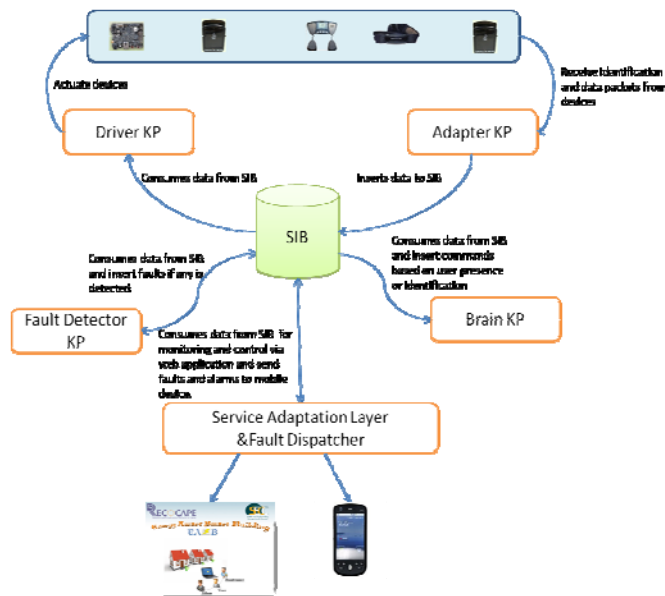 Actuate devices
Receive Identification
and data packets from
devices
Driver KP
Adapter KP
Consumes data from SIB
Inserts data to SIB
SIB
Consumes data from SIB
and insert faults if any is
detected.
Consumes data from SIB
and insert commands
based on user presence
or identification
Fault Detector
KP
Brain KP
Consumes data from SIB for
monitoring and control via
web application and send
faults and alarms to mobile
device.
Service Adaptation Layer
&Fault Dispatcher